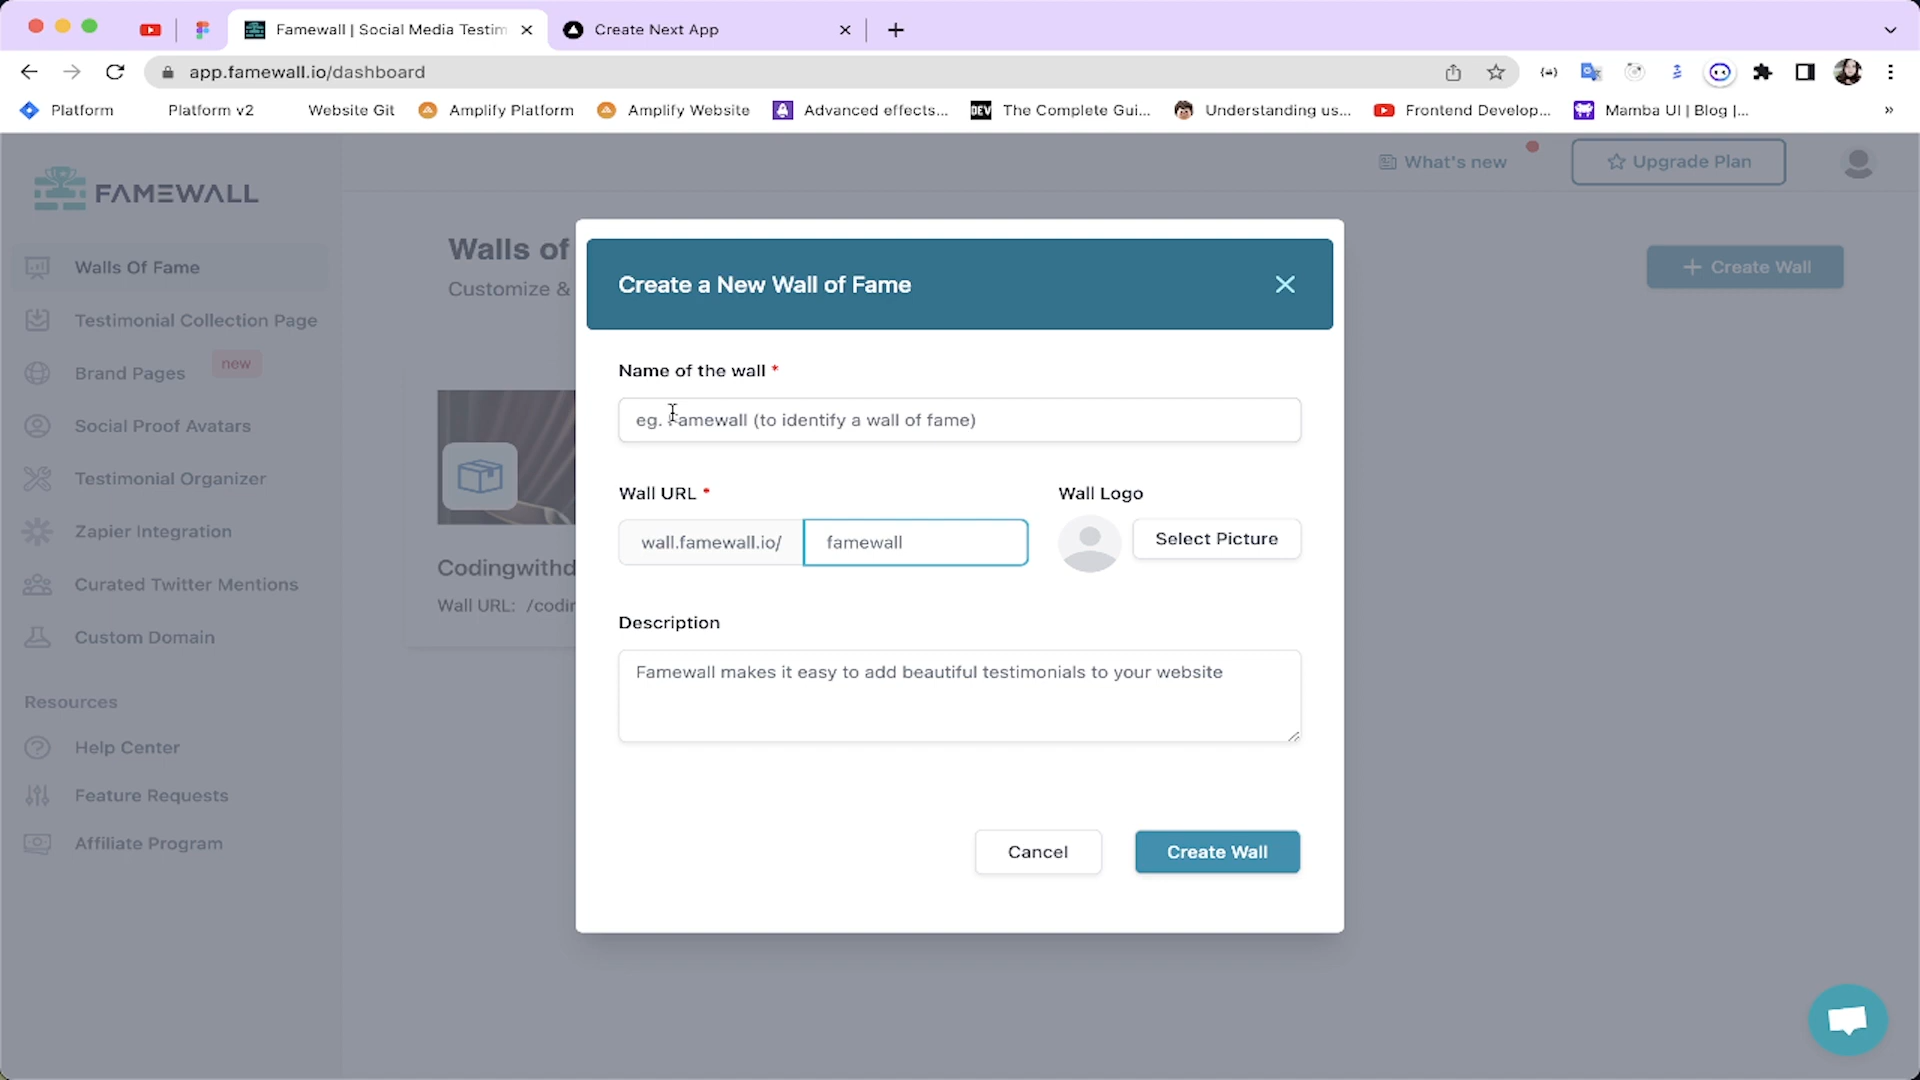 Famewall | Social Media Testim
Create Next App
app.famewall.io/dashboard
Platform
Platform v2
Website Git
Amplify Platform
Amplify Website
Advanced effects...
DEV
The Complete Gui...
Understanding us...
Frontend Develop...
Mamba UI | Blog |...
»
FAMEWALL
What's new
Upgrade Plan
Walls Of Fame
Testimonial Collection Page
Brand Pages
new
Social Proof Avatars
Testimonial Organizer
Zapier Integration
Curated Twitter Mentions
Custom Domain
Resources
Help Center
Feature Requests
Affiliate Program
Walls of
Customize &
+ Create Wall
Codingwithd
Wall URL: /codin
Create a New Wall of Fame
Name of the wall *
eg. Famewall (to identify a wall of fame)
Wall URL *
wall.famewall.io/
famewall
Wall Logo
Select Picture
Description
Famewall makes it easy to add beautiful testimonials to your website
Cancel
Create Wall